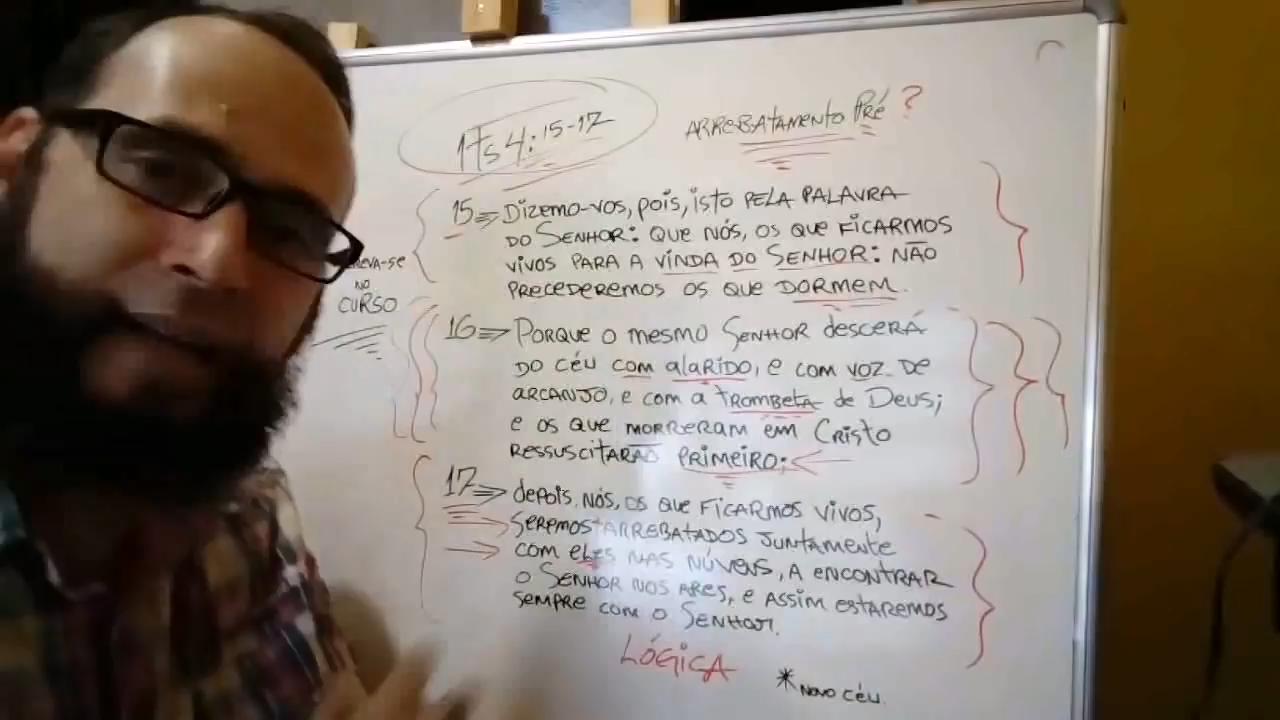 1Ts 4:15-17
ARREBATAMENTO PRÉ ?
15 => DIZEMO-VOS, POIS, ISTO PELA PALAVRA
DO SENHOR: QUE NÓS, OS QUE FICARMOS
VIVOS PARA A VINDA DO SENHOR: NÃO
PRECEDEREMOS OS QUE DORMEM.
REVA-SE
NO
CURSO
16 => PORQUE O MESMO SENHOR DESCERÁ
DO CÉU COM ALARIDO, E COM VOZ DE
ARCANJO, E COM A TROMBETA DE DEUS;
E OS QUE MORRERAM EM CRISTO
RESSUSCITARÃO PRIMEIRO;
17 => DEPOIS, NÓS, OS QUE FICARMOS VIVOS,
SEREMOS ARREBATADOS JUNTAMENTE
COM ELES NAS NÚVENS, A ENCONTRAR
O SENHOR NOS ARES, E ASSIM ESTAREMOS
SEMPRE COM O SENHOR.
LÓGICA
* NOVO CÉU.